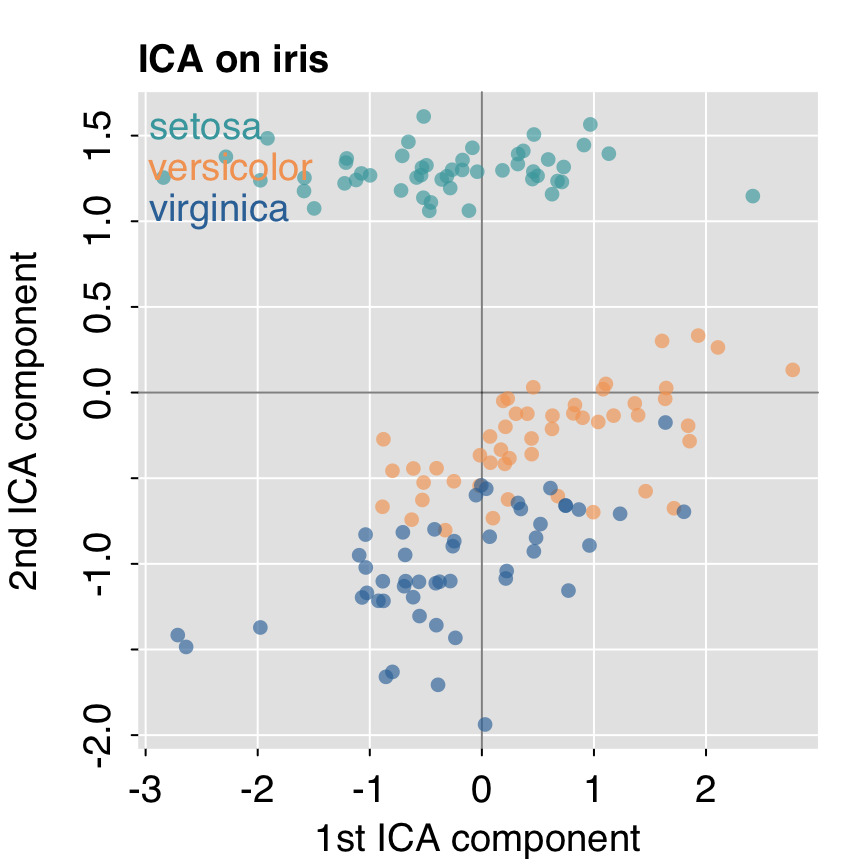 ICA on iris
setosa
versicolor
virginica
2nd ICA component
1.5
1.0
0.5
0.0
-1.0
-2.0
-3 -2 -1 0 1 2
1st ICA component